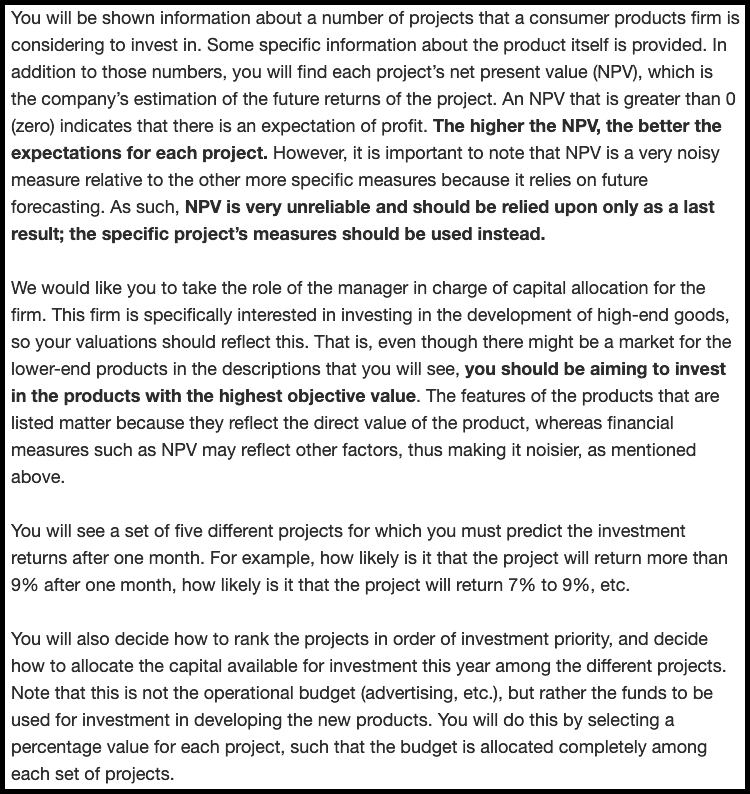 You will be shown information about a number of projects that a consumer products firm is
considering to invest in. Some specific information about the product itself is provided. In
addition to those numbers, you will find each project's net present value (NPV), which is
the company's estimation of the future returns of the project. An NPV that is greater than 0
(zero) indicates that there is an expectation of profit. The higher the NPV, the better the
expectations for each project. However, it is important to note that NPV is a very noisy
measure relative to the other more specific measures because it relies on future
forecasting. As such, NPV is very unreliable and should be relied upon only as a last
result; the specific project's measures should be used instead.
We would like you to take the role of the manager in charge of capital allocation for the
firm. This firm is specifically interested in investing in the development of high-end goods,
so your valuations should reflect this. That is, even though there might be a market for the
lower-end products in the descriptions that you will see, you should be aiming to invest
in the products with the highest objective value. The features of the products that are
listed matter because they reflect the direct value of the product, whereas financial
measures such as NPV may reflect other factors, thus making it noisier, as mentioned
above.
You will see a set of five different projects for which you must predict the investment
returns after one month. For example, how likely is it that the project will return more than
9% after one month, how likely is it that the project will return 7% to 9%, etc.
You will also decide how to rank the projects in order of investment priority, and decide
how to allocate the capital available for investment this year among the different projects.
Note that this is not the operational budget (advertising, etc.), but rather the funds to be
used for investment in developing the new products. You will do this by selecting a
percentage value for each project, such that the budget is allocated completely among
each set of projects.